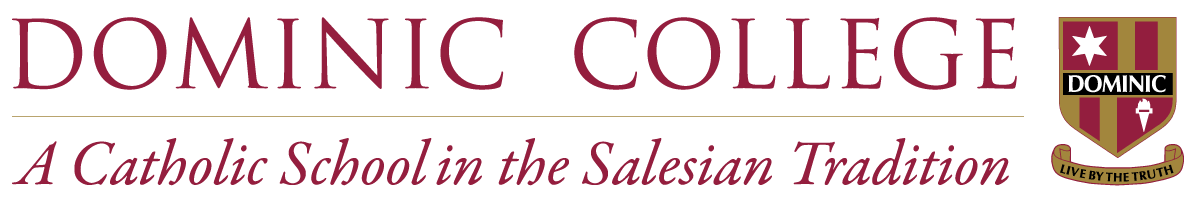 DOMINIC COLLEGE
A Catholic School in the Salesian Tradition
DOMINIC
LIVE BY THE TRUTH